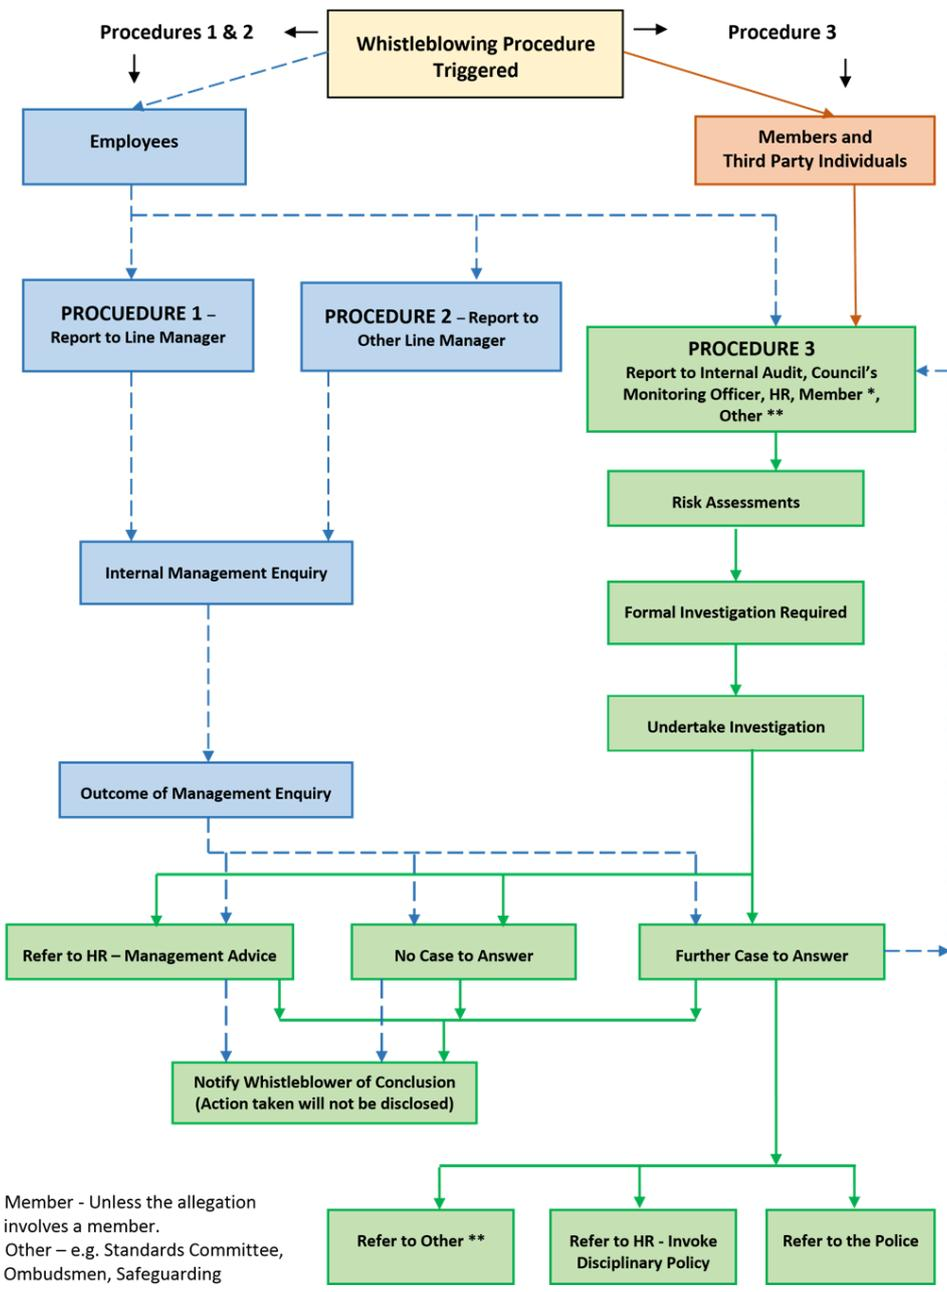 Procedures 1 & 2
Whistleblowing Procedure
Triggered
Procedure 3
Employees
Members and
Third Party Individuals
PROCUEDURE 1 –
Report to Line Manager
PROCEDURE 2 – Report to
Other Line Manager
PROCEDURE 3
Report to Internal Audit, Council’s
Monitoring Officer, HR, Member *,
Other **
Risk Assessments
Internal Management Enquiry
Formal Investigation Required
Undertake Investigation
Outcome of Management Enquiry
Refer to HR – Management Advice
No Case to Answer
Further Case to Answer
Notify Whistleblower of Conclusion
(Action taken will not be disclosed)
Member - Unless the allegation
involves a member.
Other – e.g. Standards Committee,
Ombudsmen, Safeguarding
Refer to Other **
Refer to HR - Invoke
Disciplinary Policy
Refer to the Police